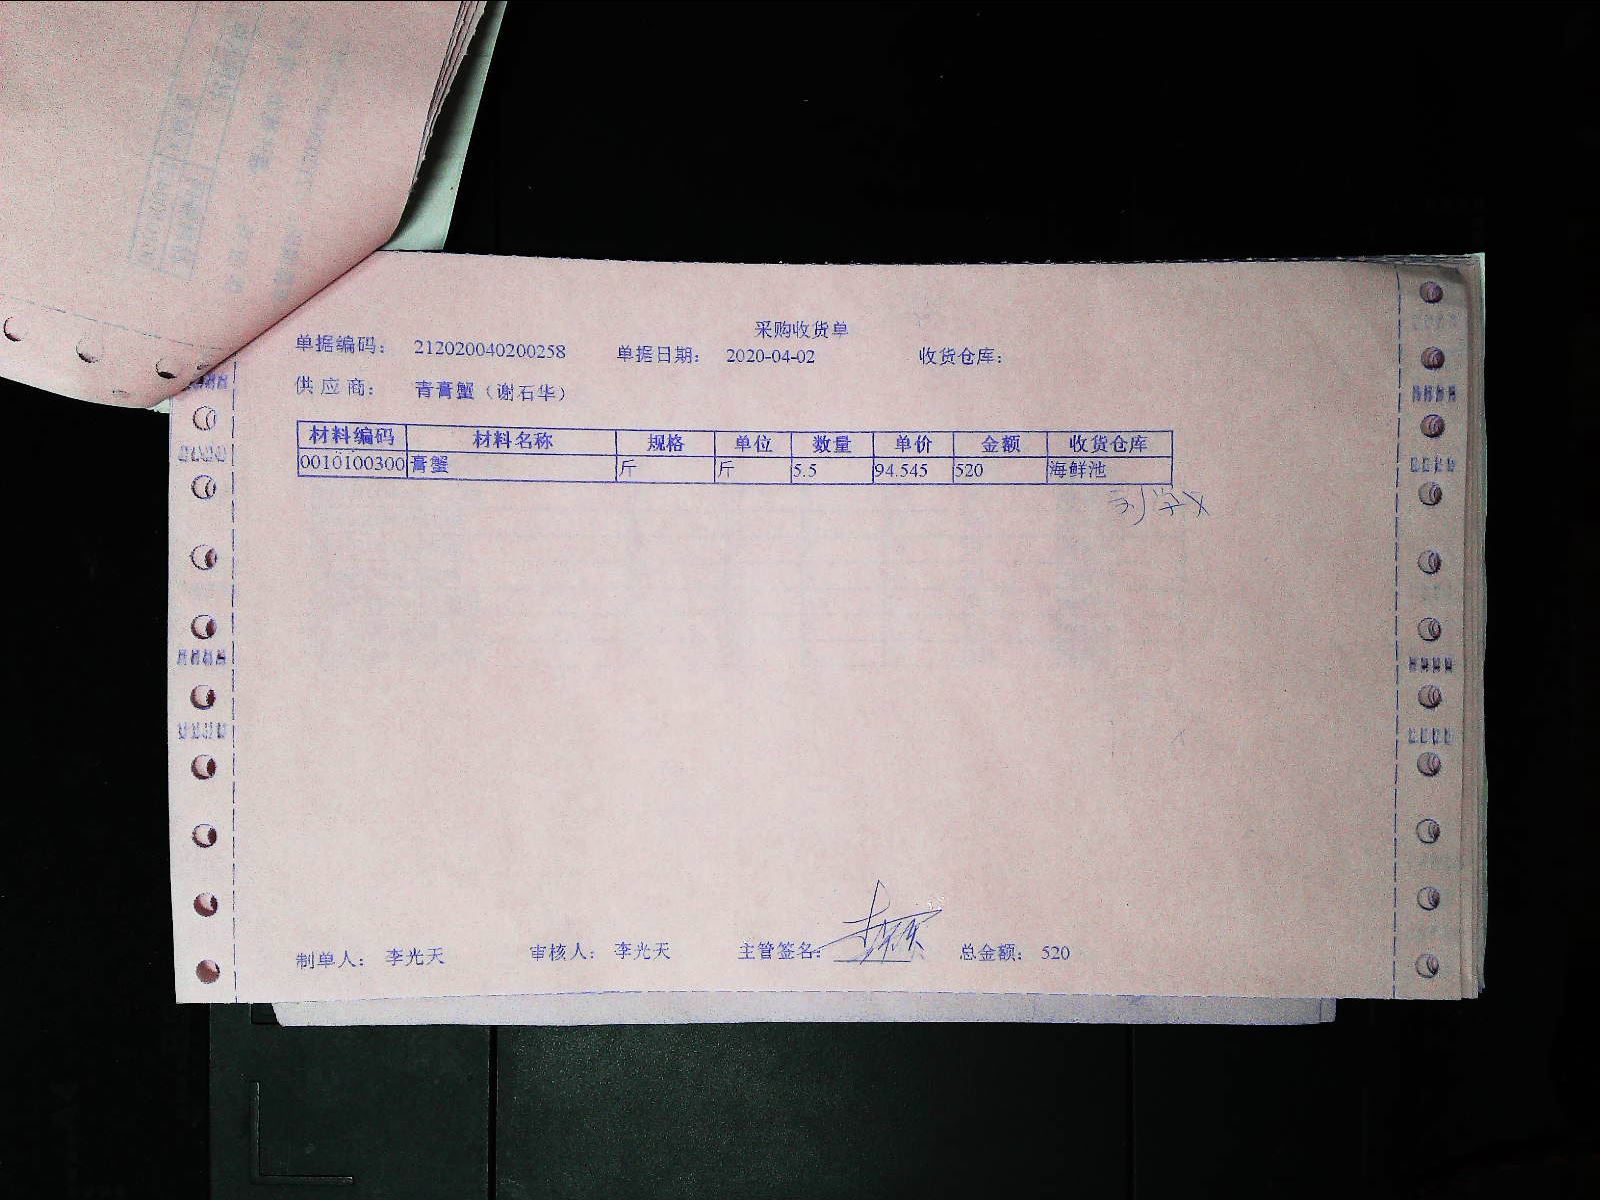 采购收货单
单据编码： 212020040200258 单据日期： 2020-04-02 收货仓库：
供 应 商： 青膏蟹（谢石华）
材料编码 材料名称 规格 单位 数量 单价 金额 收货仓库
0010100300 膏蟹 斤 斤 5.5 94.545 520 海鲜池
制单人： 李光天 审核人： 李光天 主管签名： 总金额： 520